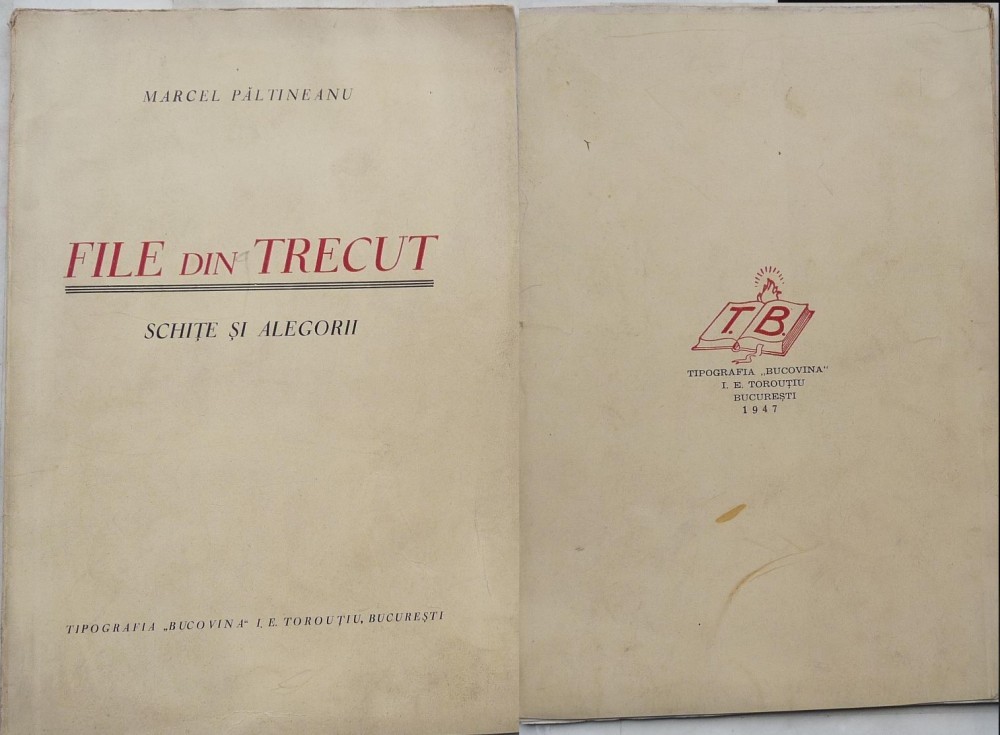 MARCEL PĂLTINEANU
FILE DIN TRECUT
SCHIȚE ȘI ALEGORII
TIPOGRAFIA „BUCOVINA“ I. E. TOROUȚIU, BUCUREȘTI
T. B.
TIPOGRAFIA „BUCOVINA“
I. E. TOROUȚIU
BUCUREȘTI
1947